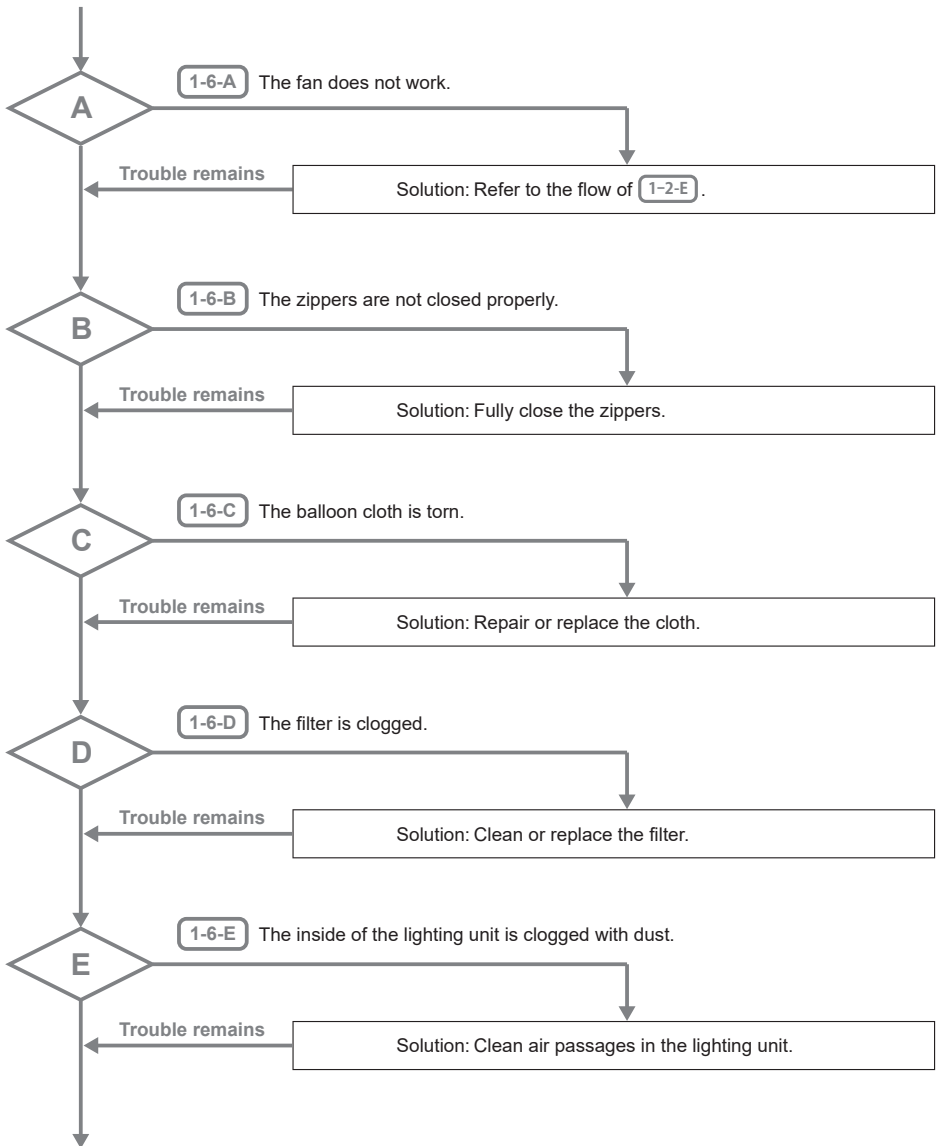 1-6-A The fan does not work.
A
Trouble remains
Solution: Refer to the flow of 1-2-E .
1-6-B The zippers are not closed properly.
B
Trouble remains
Solution: Fully close the zippers.
1-6-C The balloon cloth is torn.
C
Trouble remains
Solution: Repair or replace the cloth.
1-6-D The filter is clogged.
D
Trouble remains
Solution: Clean or replace the filter.
1-6-E The inside of the lighting unit is clogged with dust.
E
Trouble remains
Solution: Clean air passages in the lighting unit.